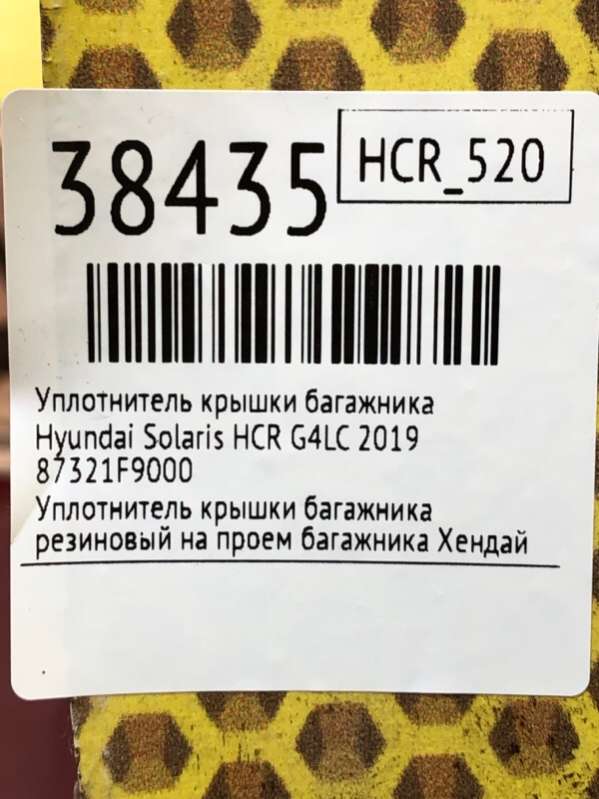 38435
HCR_520
Уплотнитель крышки багажника
Hyundai Solaris HCR G4LC 2019
87321F9000
Уплотнитель крышки багажника
резиновый на проем багажника Хендай